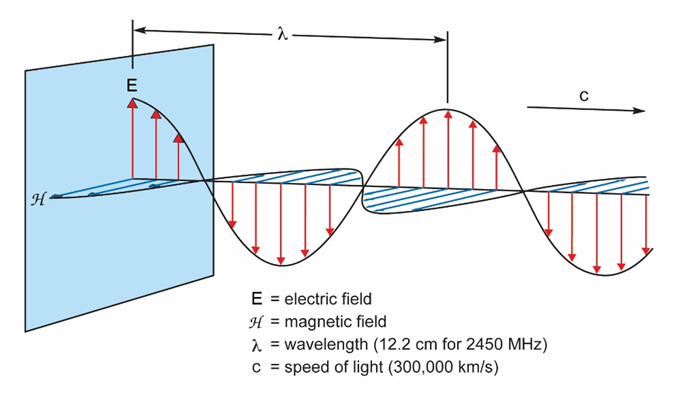 λ
E
c
ℋ
E = electric field
ℋ = magnetic field
λ = wavelength (12.2 cm for 2450 MHz)
c = speed of light (300,000 km/s)